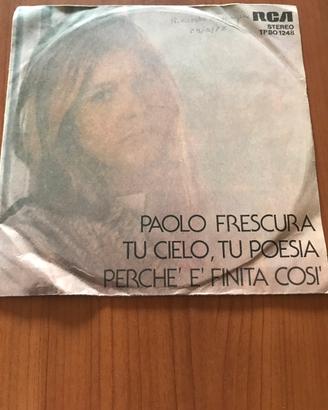 RCA
STEREO
TPBO 1248
PAOLO FRESCURA
TU CIELO, TU POESIA
PERCHE' E' FINITA COSI'